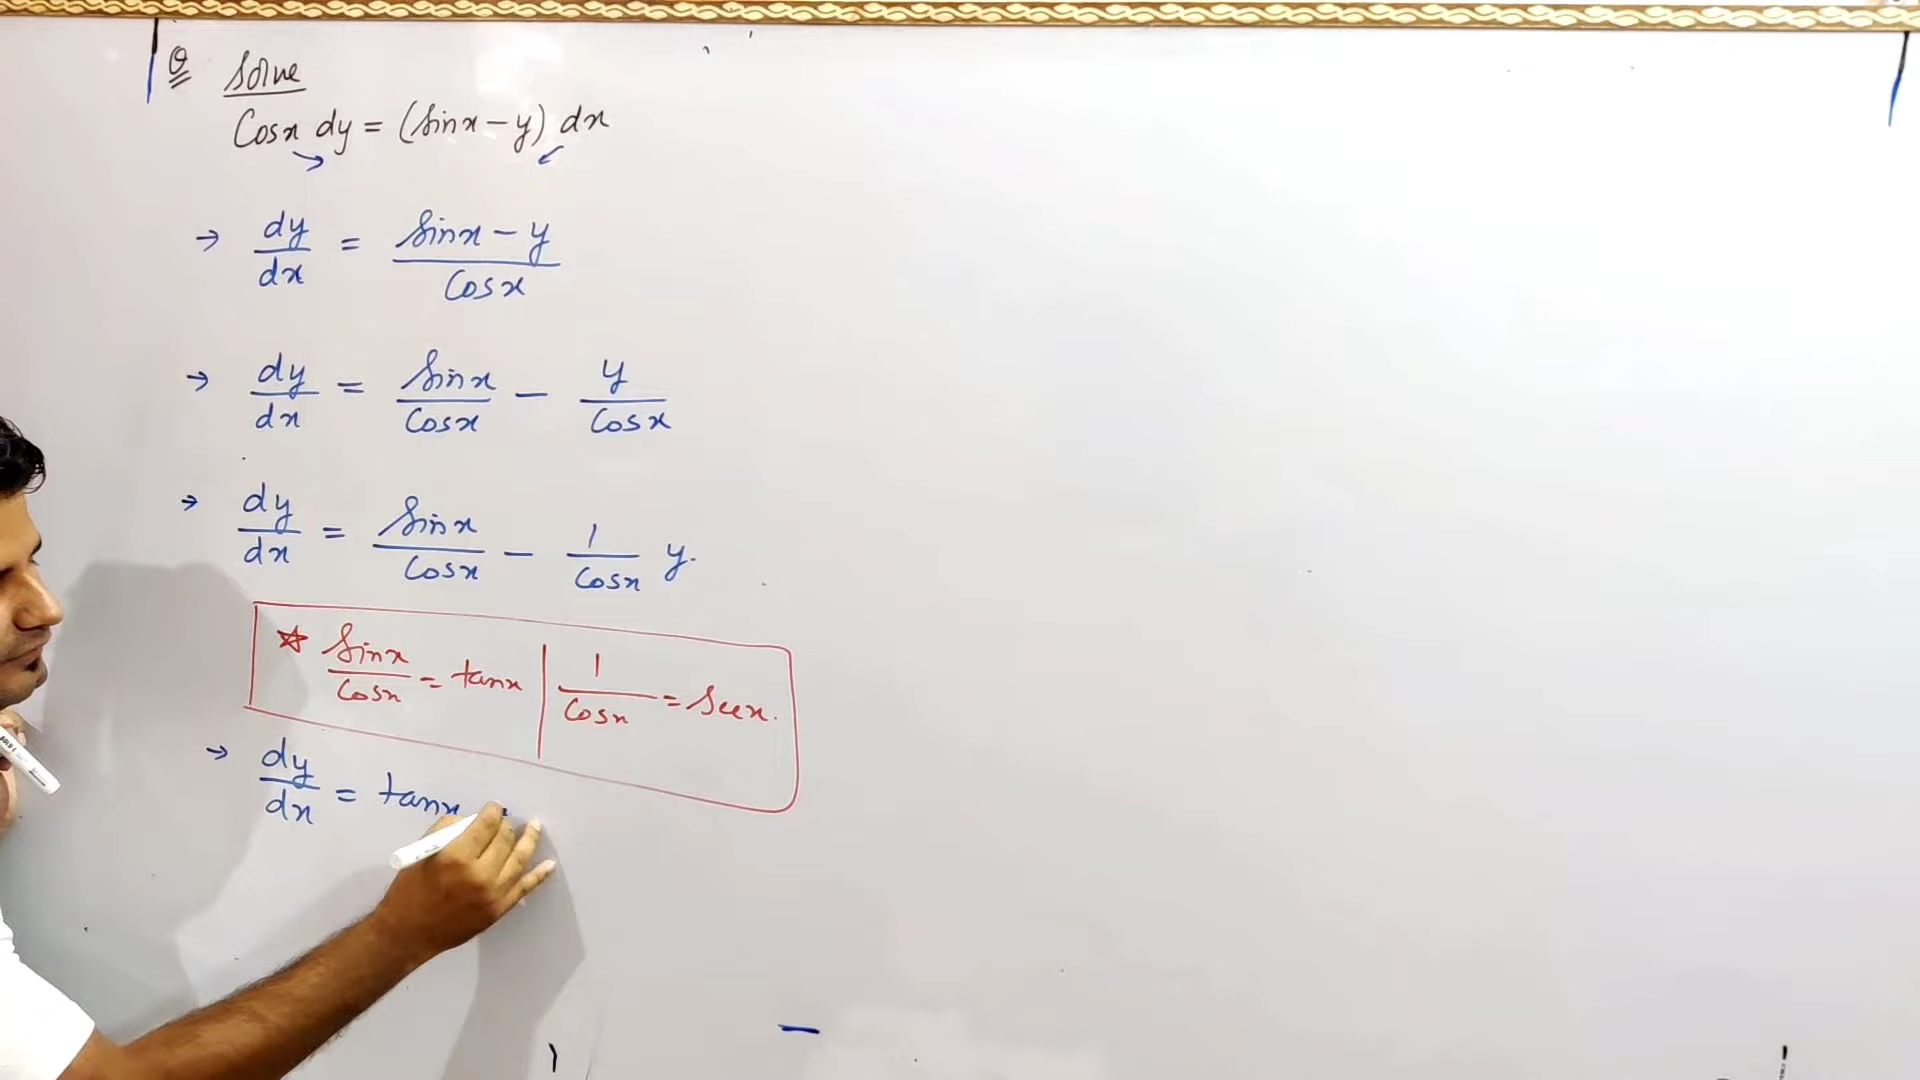 Q Solve
Cosx dy = (sinx - y) dx
→ dy/dx = (sinx - y)/cosx
→ dy/dx = sinx/cosx - y/cosx
→ dy/dx = sinx/cosx - 1/cosx y.
☆ sinx/cosx = tanx | 1/cosx = secx.
→ dy/dx = tanx